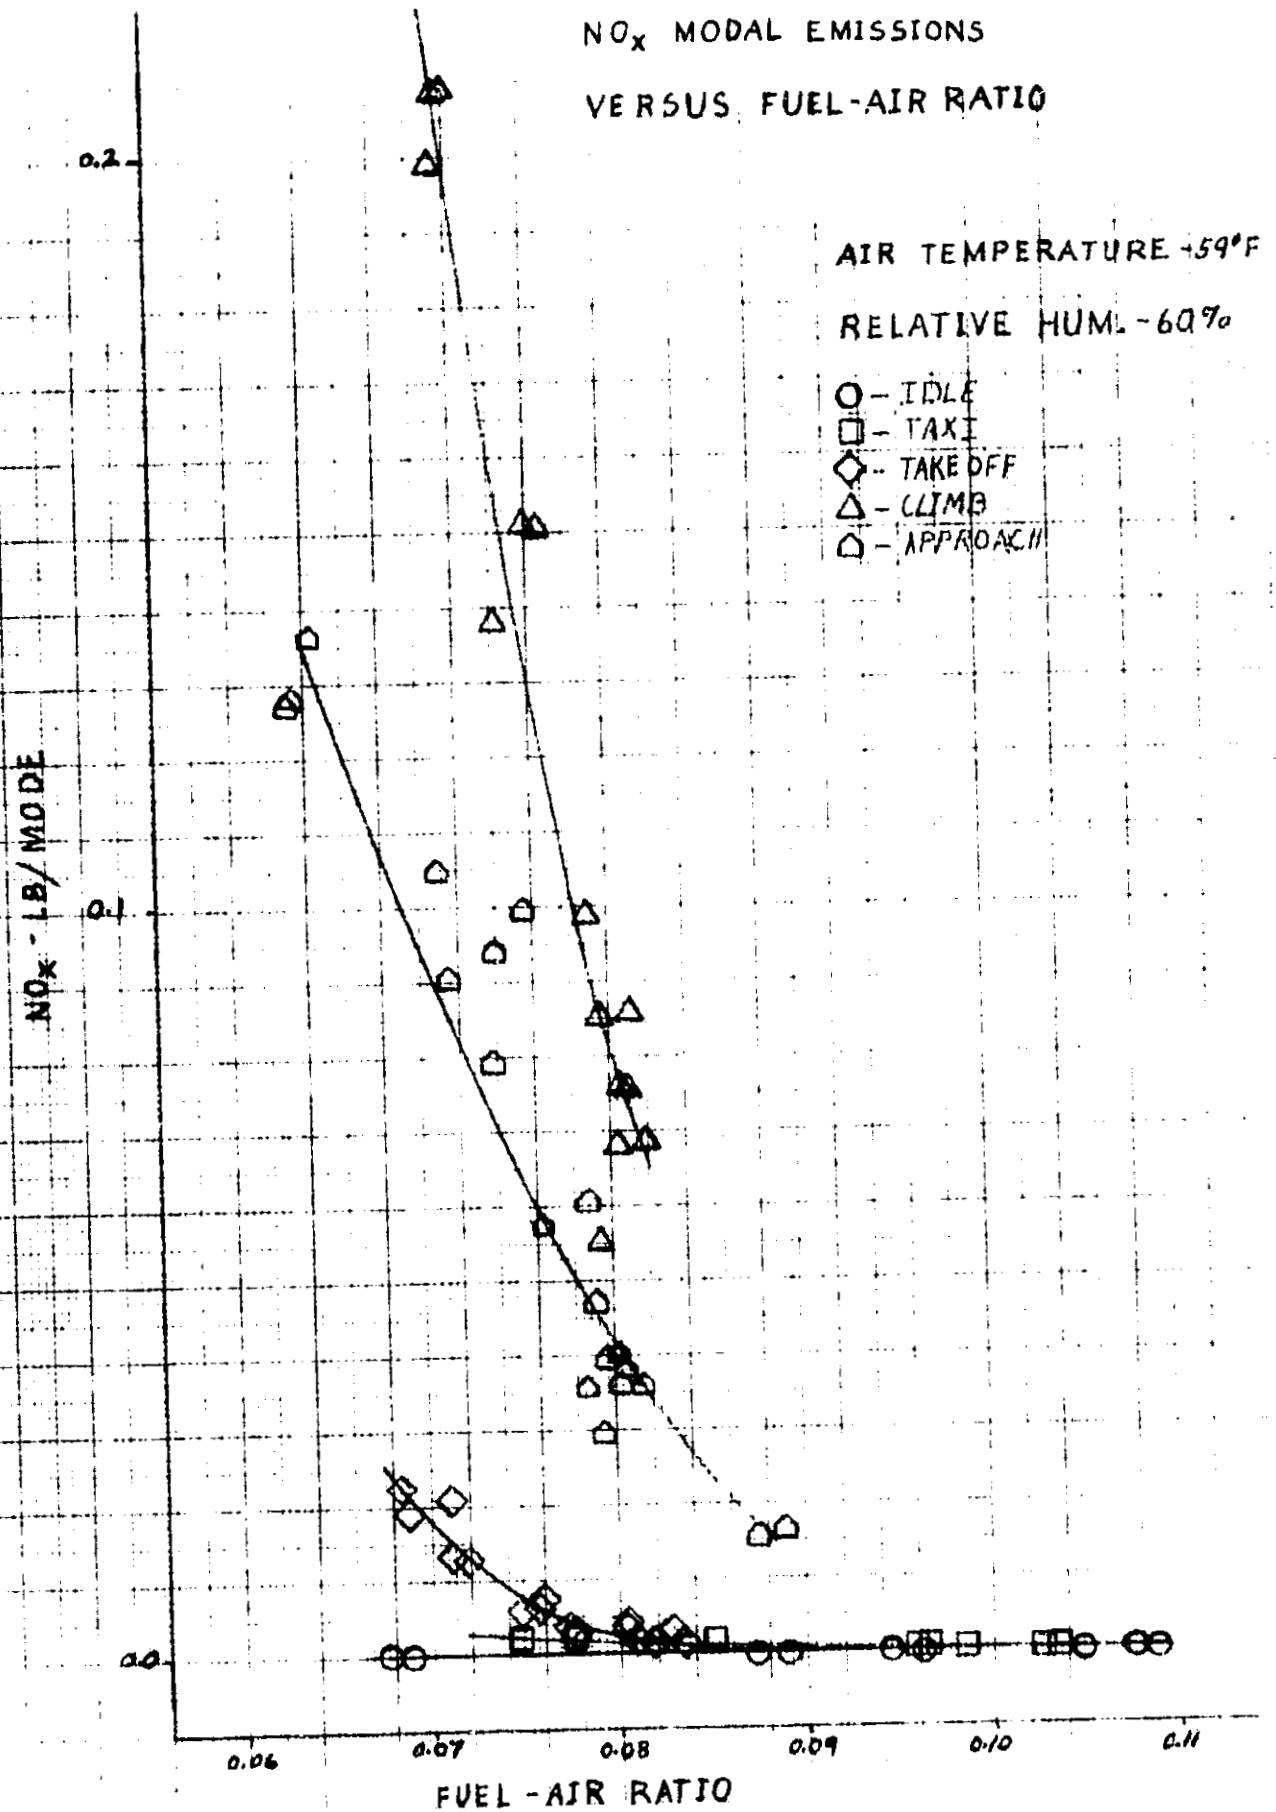 NOx MODAL EMISSIONS
VERSUS FUEL-AIR RATIO
0.2
AIR TEMPERATURE -59°F
RELATIVE HUM. -60%
O - IDLE
□ - TAXI
◇ - TAKE OFF
△ - CLIMB
⌂ - APPROACH
NOx - LB/MODE
0.1
0.0
0.06 0.07 0.08 0.09 0.10 0.11
FUEL-AIR RATIO